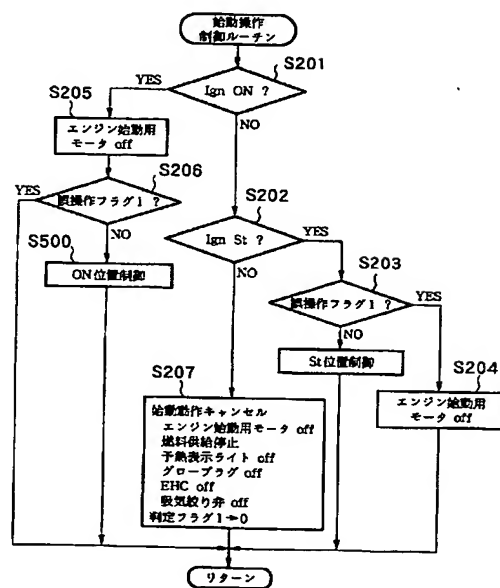 始動操作
制御ルーチン
S201
Ign ON ?
YES
NO
S205
エンジン始動用
モータ off
S206
誤操作フラグ1 ?
YES
NO
S500
ON位置制御
S202
Ign St ?
NO
S203
誤操作フラグ1 ?
YES
NO
St位置制御
S204
エンジン始動用
モータ off
S207
始動動作キャンセル
エンジン始動用モータ off
燃料供給停止
予熱表示ライト off
グロープラグ off
EHC off
吸気絞り弁 off
判定フラグ1→0
リターン